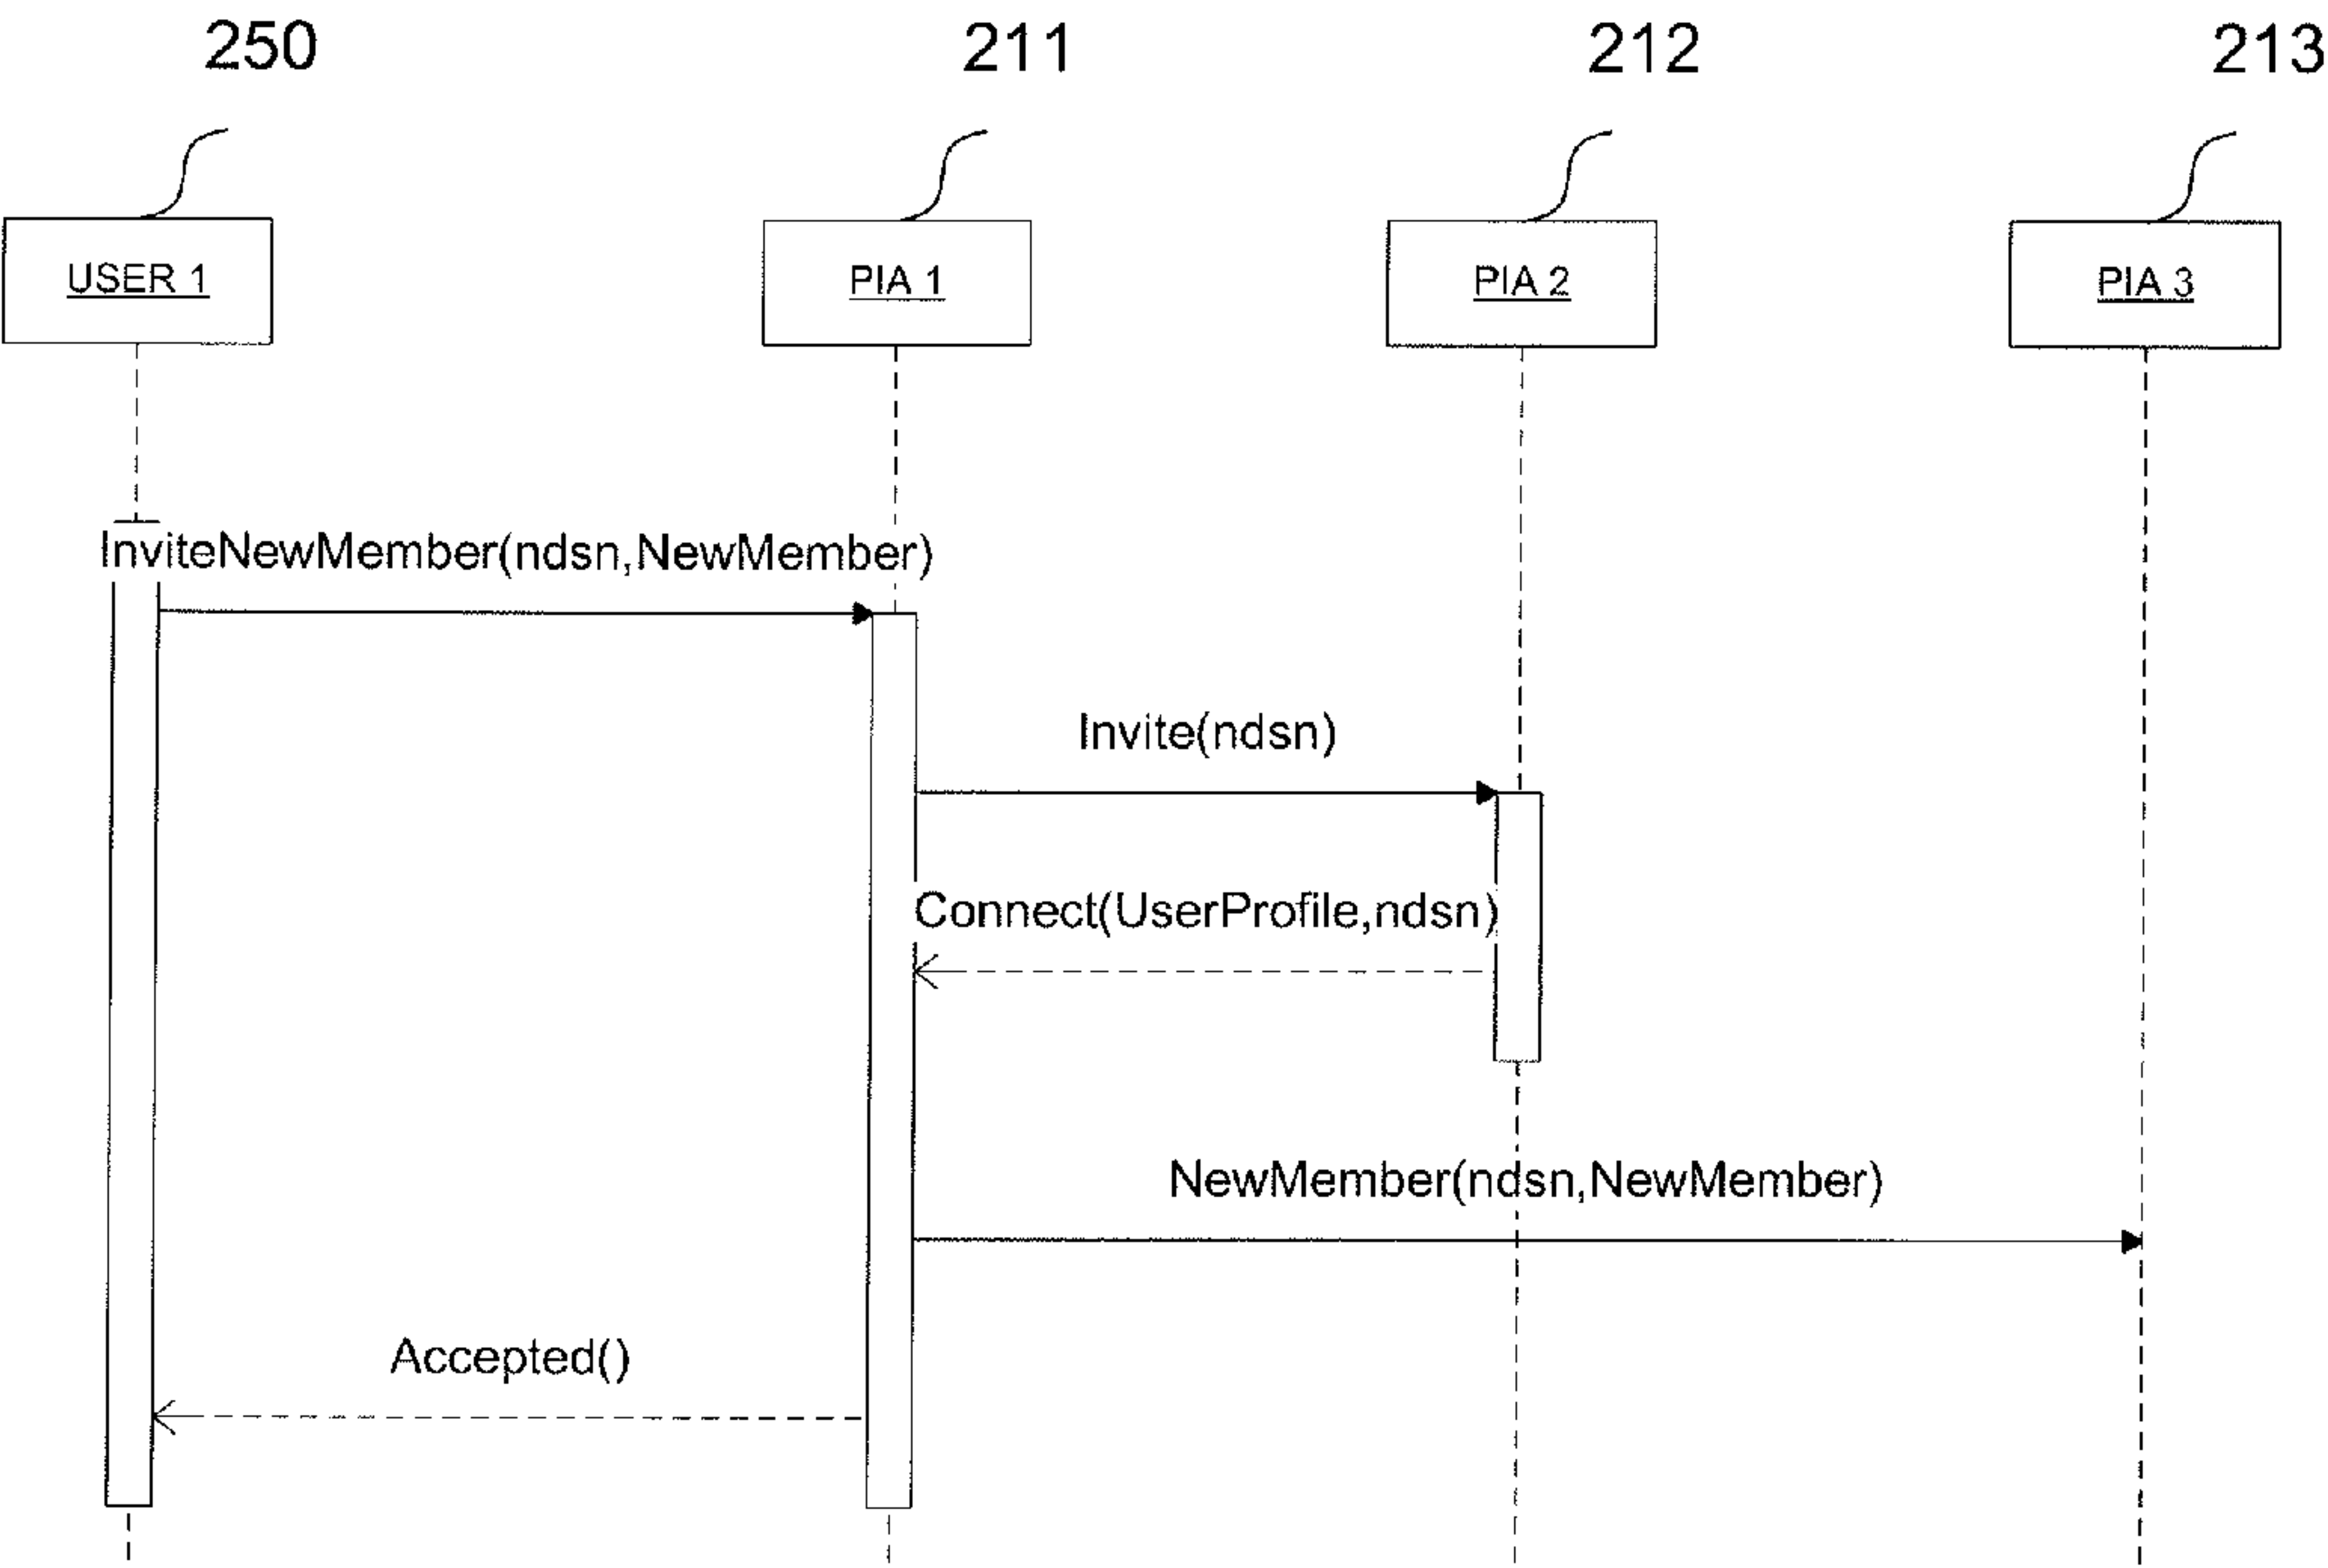 250
211
212
213
USER 1
PIA 1
PIA 2
PIA 3
InviteNewMember(ndsn,NewMember)
Invite(ndsn)
Connect(UserProfile,ndsn)
NewMember(ndsn,NewMember)
Accepted()